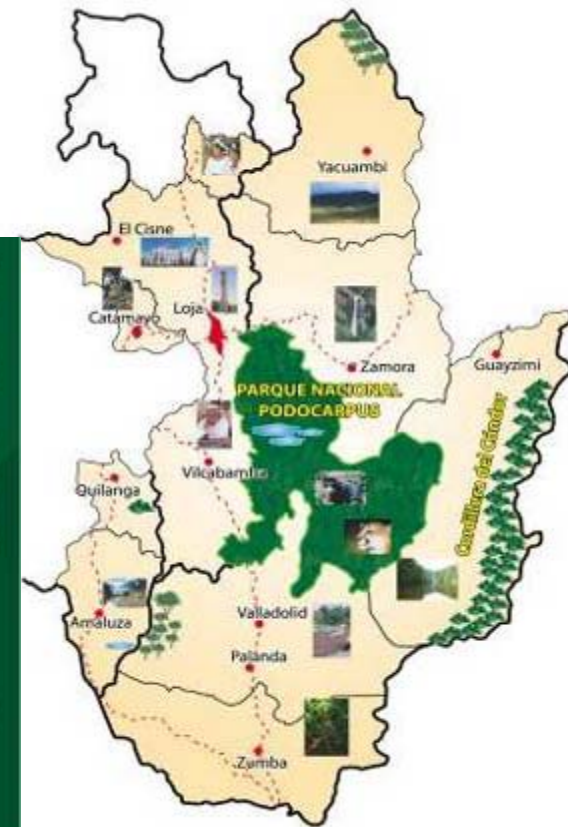 Yacuambi
El Cisne
Loja
Catamayo
Zamora
Guayzimi
PARQUE NACIONAL
PODOCARPUS
Cordillera del Cóndor
Vilcabamba
Quilanga
Valladolid
Amaluza
Palanda
Zumba